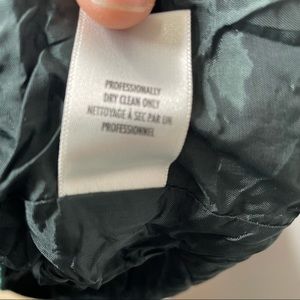 PROFESSIONALLY
DRY CLEAN ONLY
NETTOYAGE À SEC PAR UN
PROFESSIONNEL